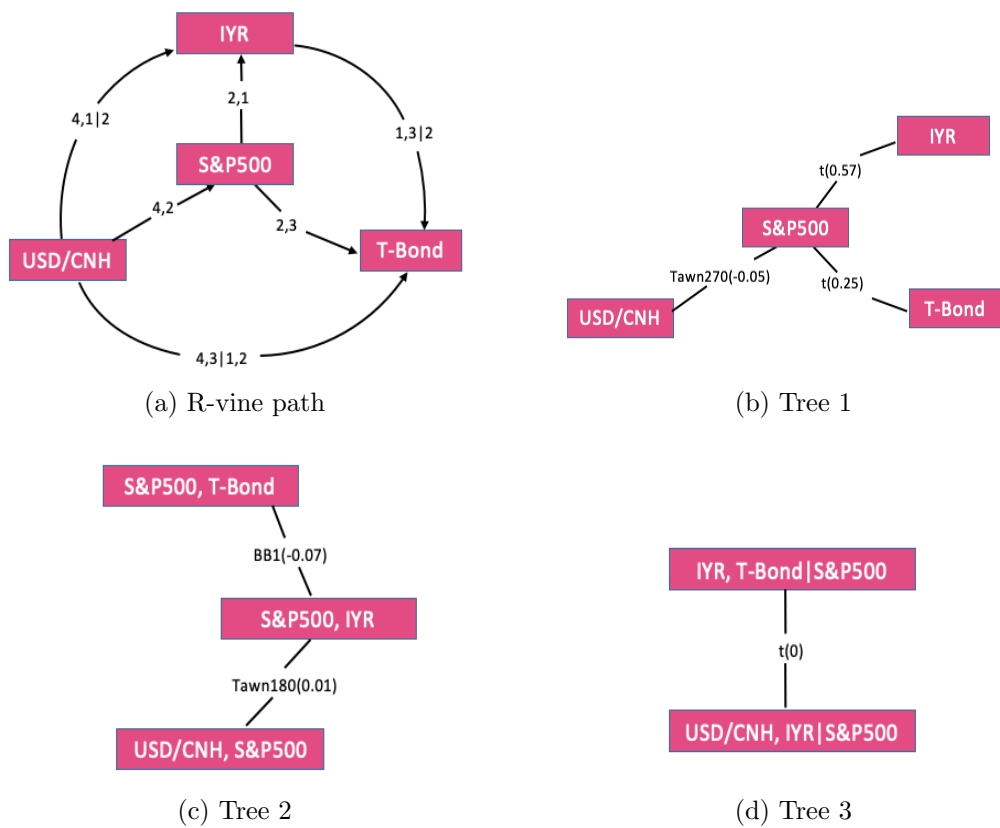 IYR
2,1
4,1|2
1,3|2
S&P500
4,2
2,3
USD/CNH
T-Bond
4,3|1,2
(a) R-vine path
IYR
t(0.57)
S&P500
Tawn270(-0.05)
t(0.25)
USD/CNH
T-Bond
(b) Tree 1
S&P500, T-Bond
BB1(-0.07)
S&P500, IYR
Tawn180(0.01)
USD/CNH, S&P500
(c) Tree 2
IYR, T-Bond|S&P500
t(0)
USD/CNH, IYR|S&P500
(d) Tree 3